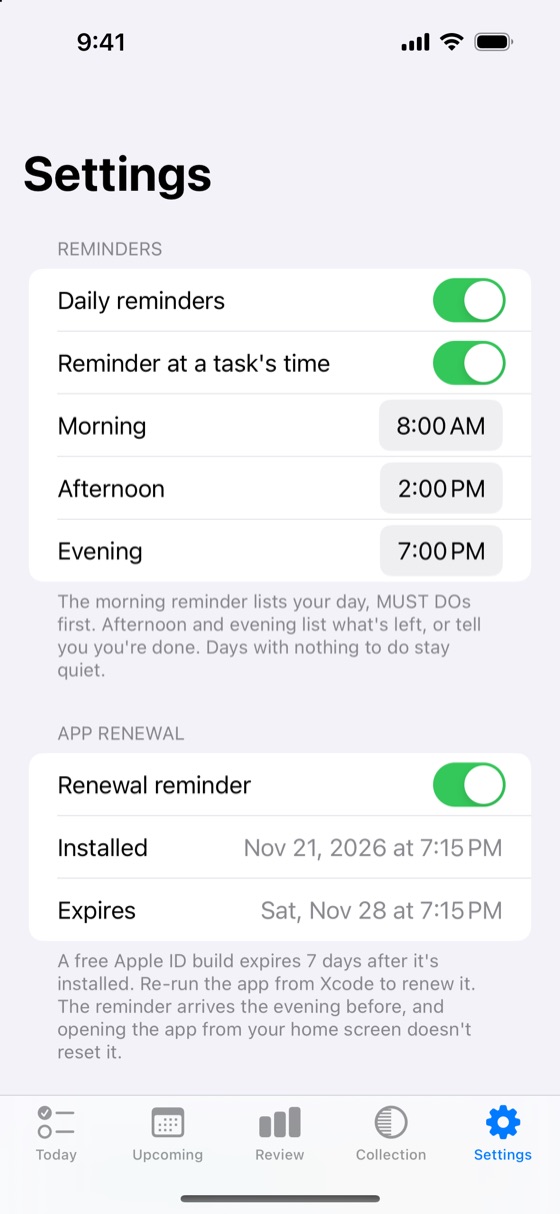 9:41
Settings
REMINDERS
Daily reminders
Reminder at a task's time
Morning 8:00 AM
Afternoon 2:00 PM
Evening 7:00 PM
The morning reminder lists your day, MUST DOs
first. Afternoon and evening list what's left, or tell
you you're done. Days with nothing to do stay
quiet.
APP RENEWAL
Renewal reminder
Installed Nov 21, 2026 at 7:15 PM
Expires Sat, Nov 28 at 7:15 PM
A free Apple ID build expires 7 days after it's
installed. Re-run the app from Xcode to renew it.
The reminder arrives the evening before, and
opening the app from your home screen doesn't
reset it.
Today Upcoming Review Collection Settings